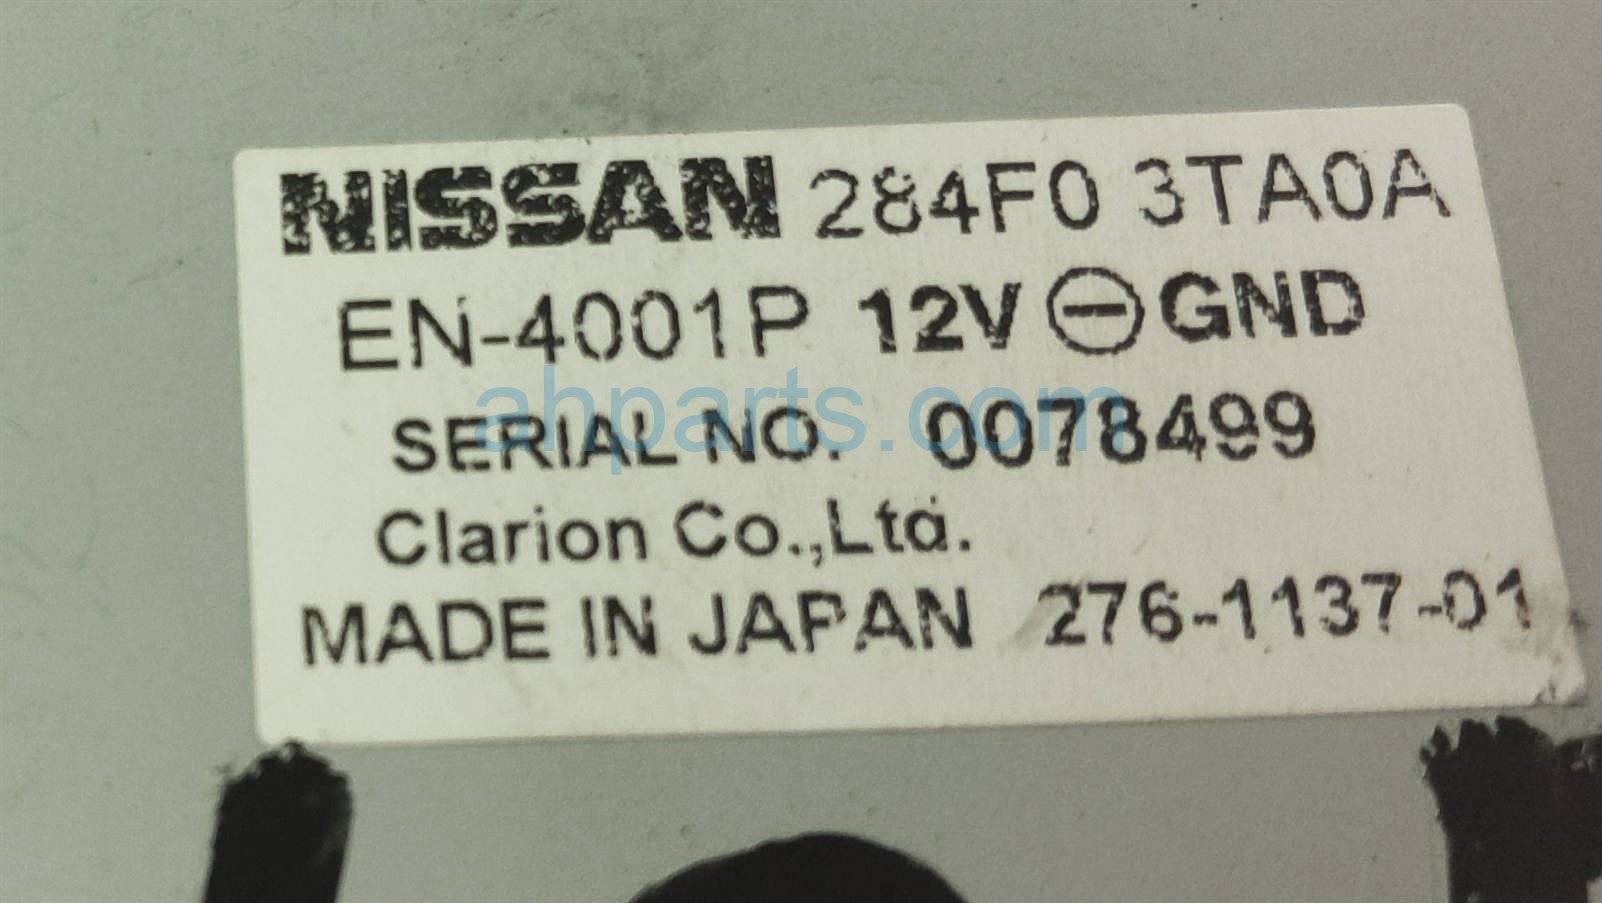 NISSAN 284F0 3TA0A
EN-4001P 12V ⊖ GND
ahparts.com
SERIAL NO. 0078499
Clarion Co.,Ltd.
MADE IN JAPAN 276-1137-01